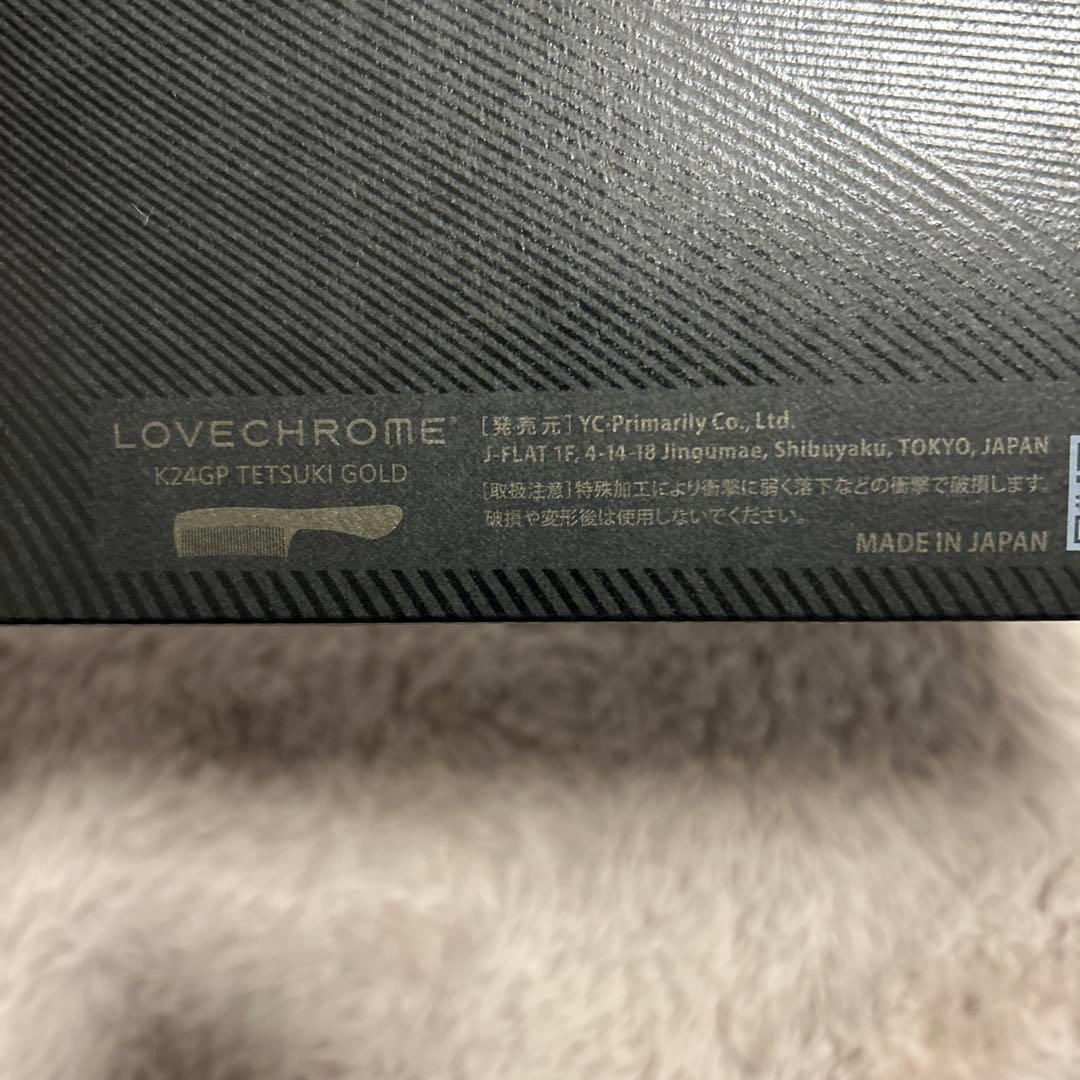 LOVECHROME®
K24GP TETSUKI GOLD
[発売元] YC・Primarily Co., Ltd.
J-FLAT 1F, 4-14-18 Jingumae, Shibuyaku, TOKYO, JAPAN
[取扱注意] 特殊加工により衝撃に弱く落下などの衝撃で破損します。
破損や変形後は使用しないでください。
MADE IN JAPAN